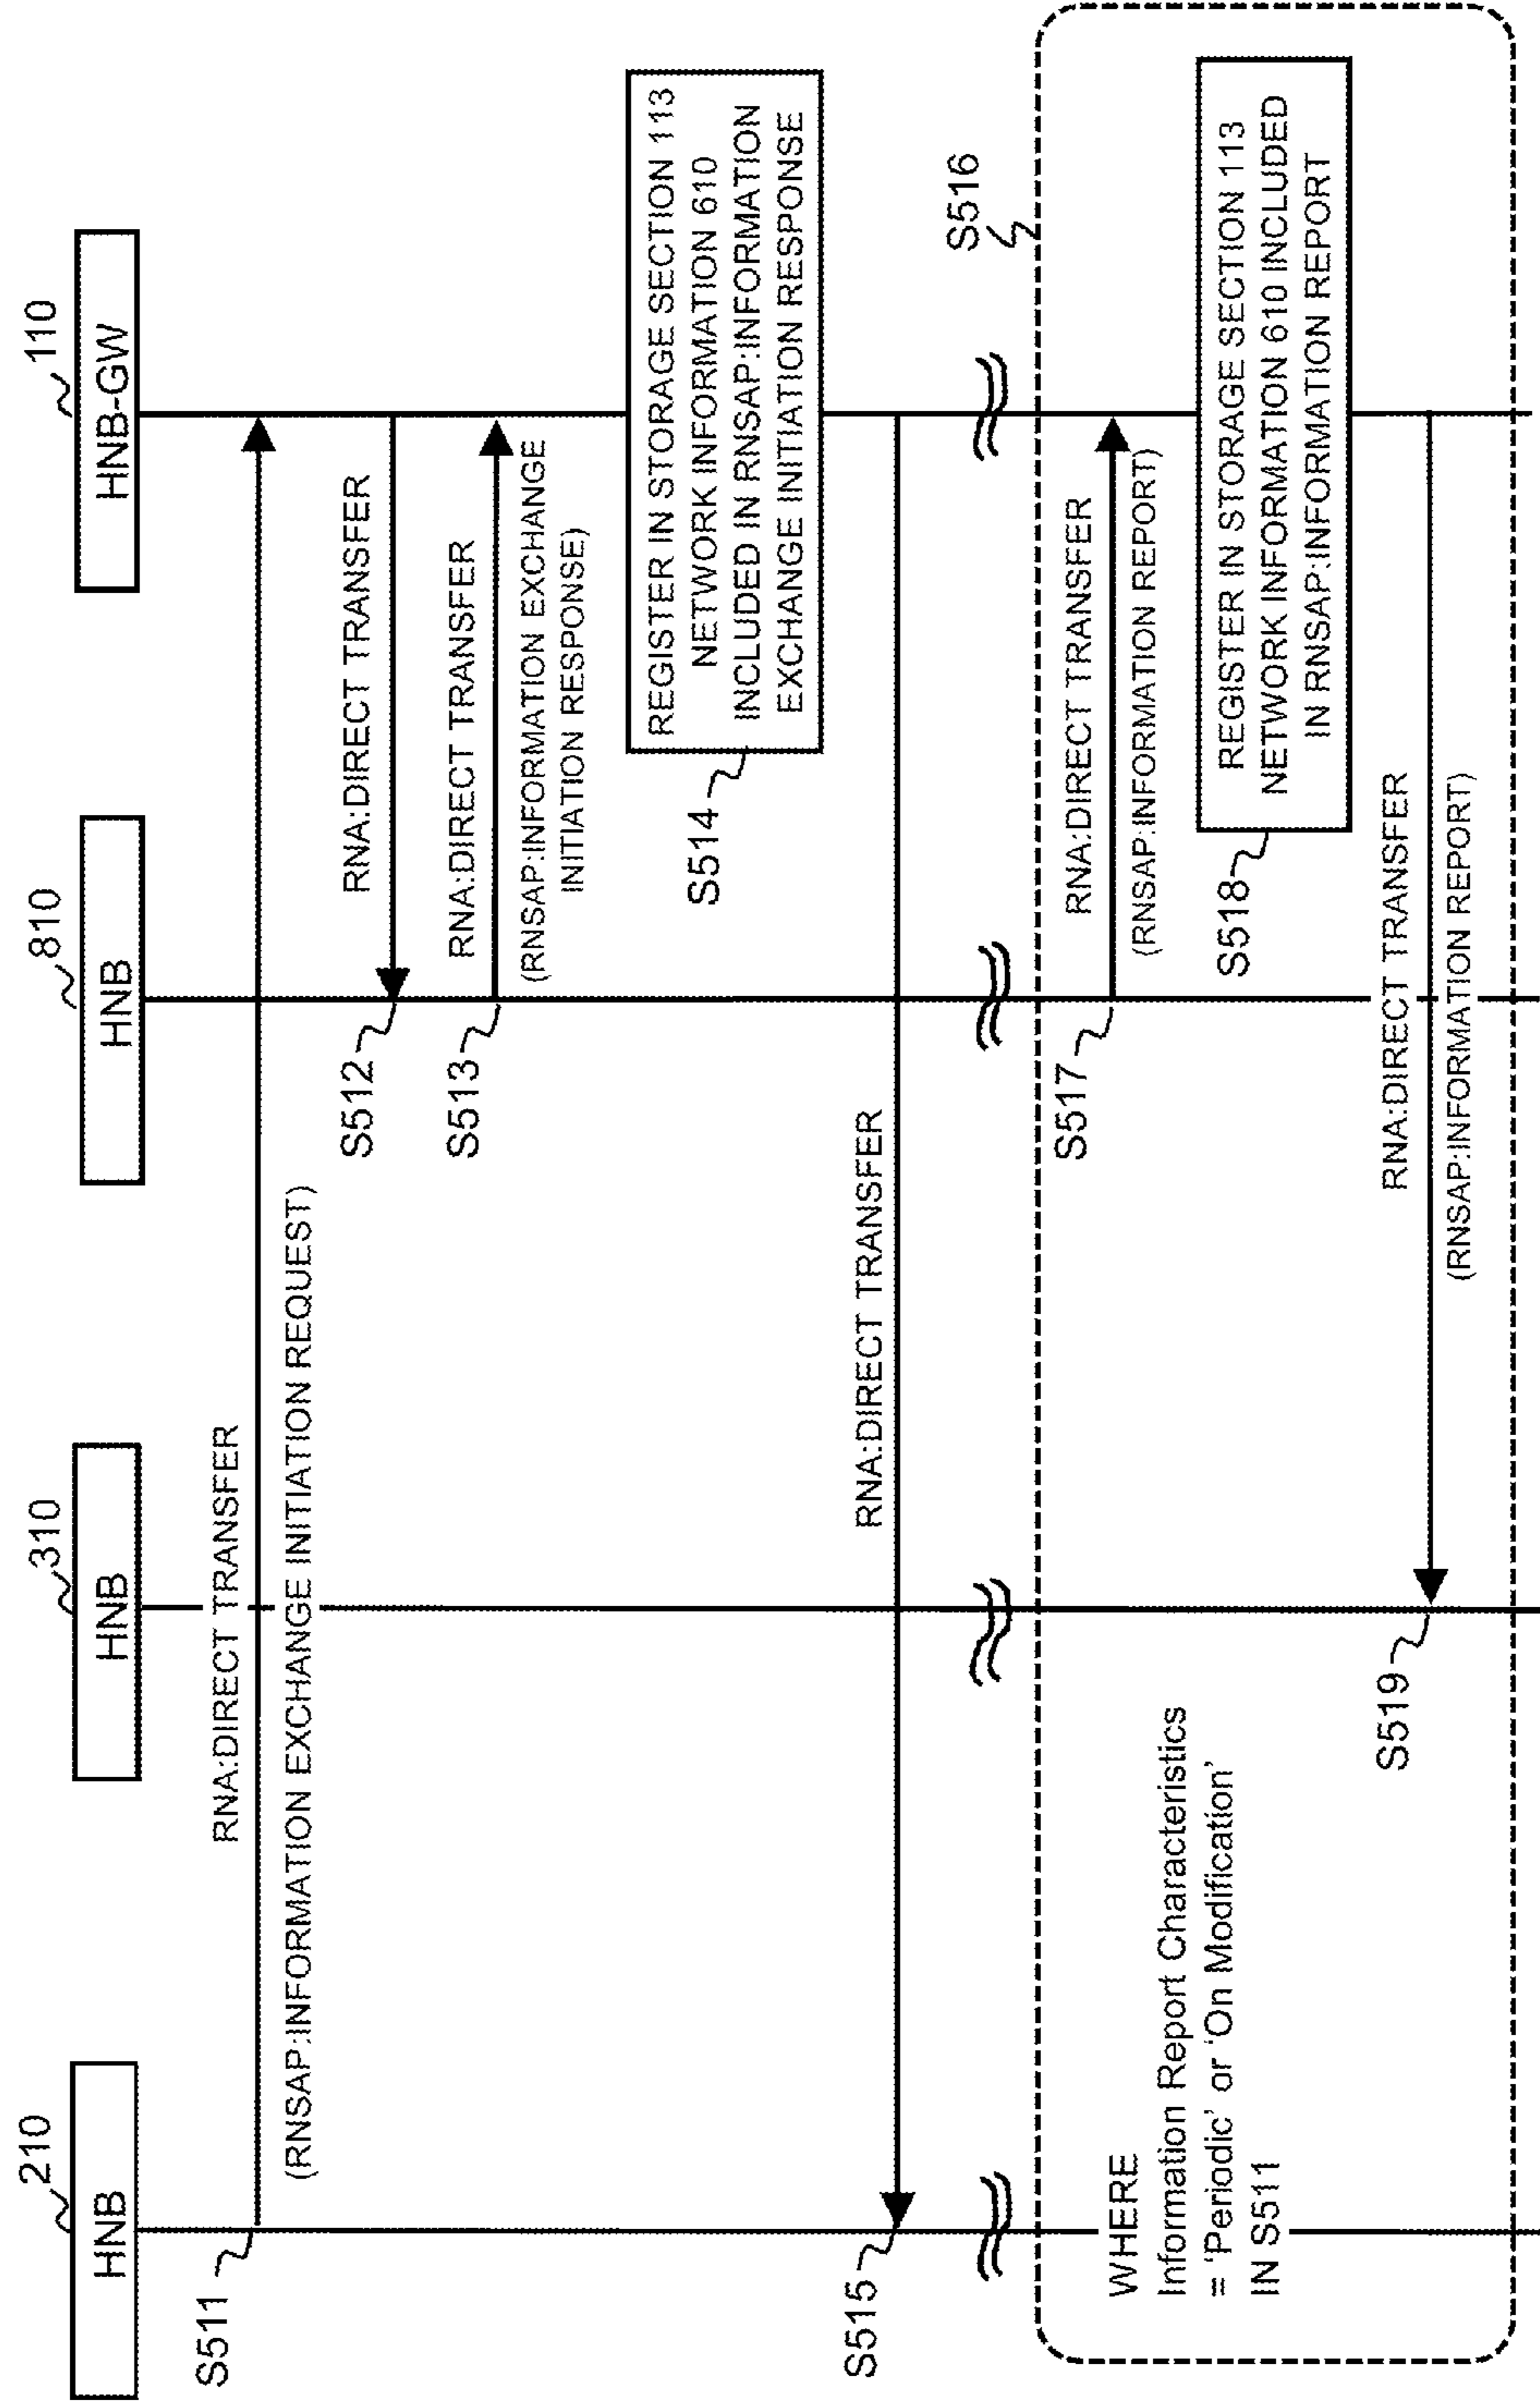 210
HNB
310
HNB
810
HNB
110
HNB-GW
S511
RNA:DIRECT TRANSFER
(RNSAP:INFORMATION EXCHANGE INITIATION REQUEST)
S512
RNA:DIRECT TRANSFER
S513
RNA:DIRECT TRANSFER
(RNSAP:INFORMATION EXCHANGE
INITIATION RESPONSE)
REGISTER IN STORAGE SECTION 113
NETWORK INFORMATION 610
INCLUDED IN RNSAP:INFORMATION
EXCHANGE INITIATION RESPONSE
S514
S515
RNA:DIRECT TRANSFER
S516
WHERE
Information Report Characteristics
= ‘Periodic’ or ‘On Modification’
IN S511
S517
RNA:DIRECT TRANSFER
(RNSAP:INFORMATION REPORT)
REGISTER IN STORAGE SECTION 113
NETWORK INFORMATION 610 INCLUDED
IN RNSAP:INFORMATION REPORT
S518
S519
RNA:DIRECT TRANSFER
(RNSAP:INFORMATION REPORT)